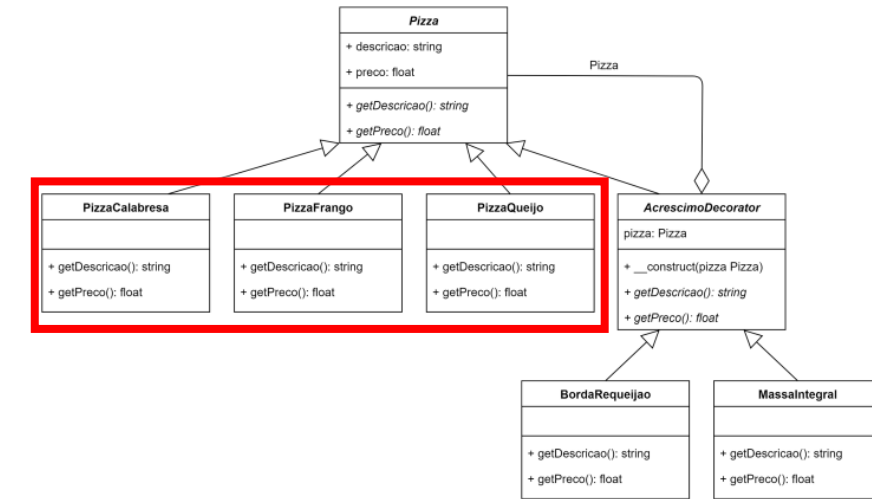 Pizza
+ descricao: string
+ preco: float
+ getDescricao(): string
+ getPreco(): float
Pizza
PizzaCalabresa
+ getDescricao(): string
+ getPreco(): float
PizzaFrango
+ getDescricao(): string
+ getPreco(): float
PizzaQueijo
+ getDescricao(): string
+ getPreco(): float
AcrescimoDecorator
pizza: Pizza
+ __construct(pizza Pizza)
+ getDescricao(): string
+ getPreco(): float
BordaRequeijao
+ getDescricao(): string
+ getPreco(): float
MassaIntegral
+ getDescricao(): string
+ getPreco(): float